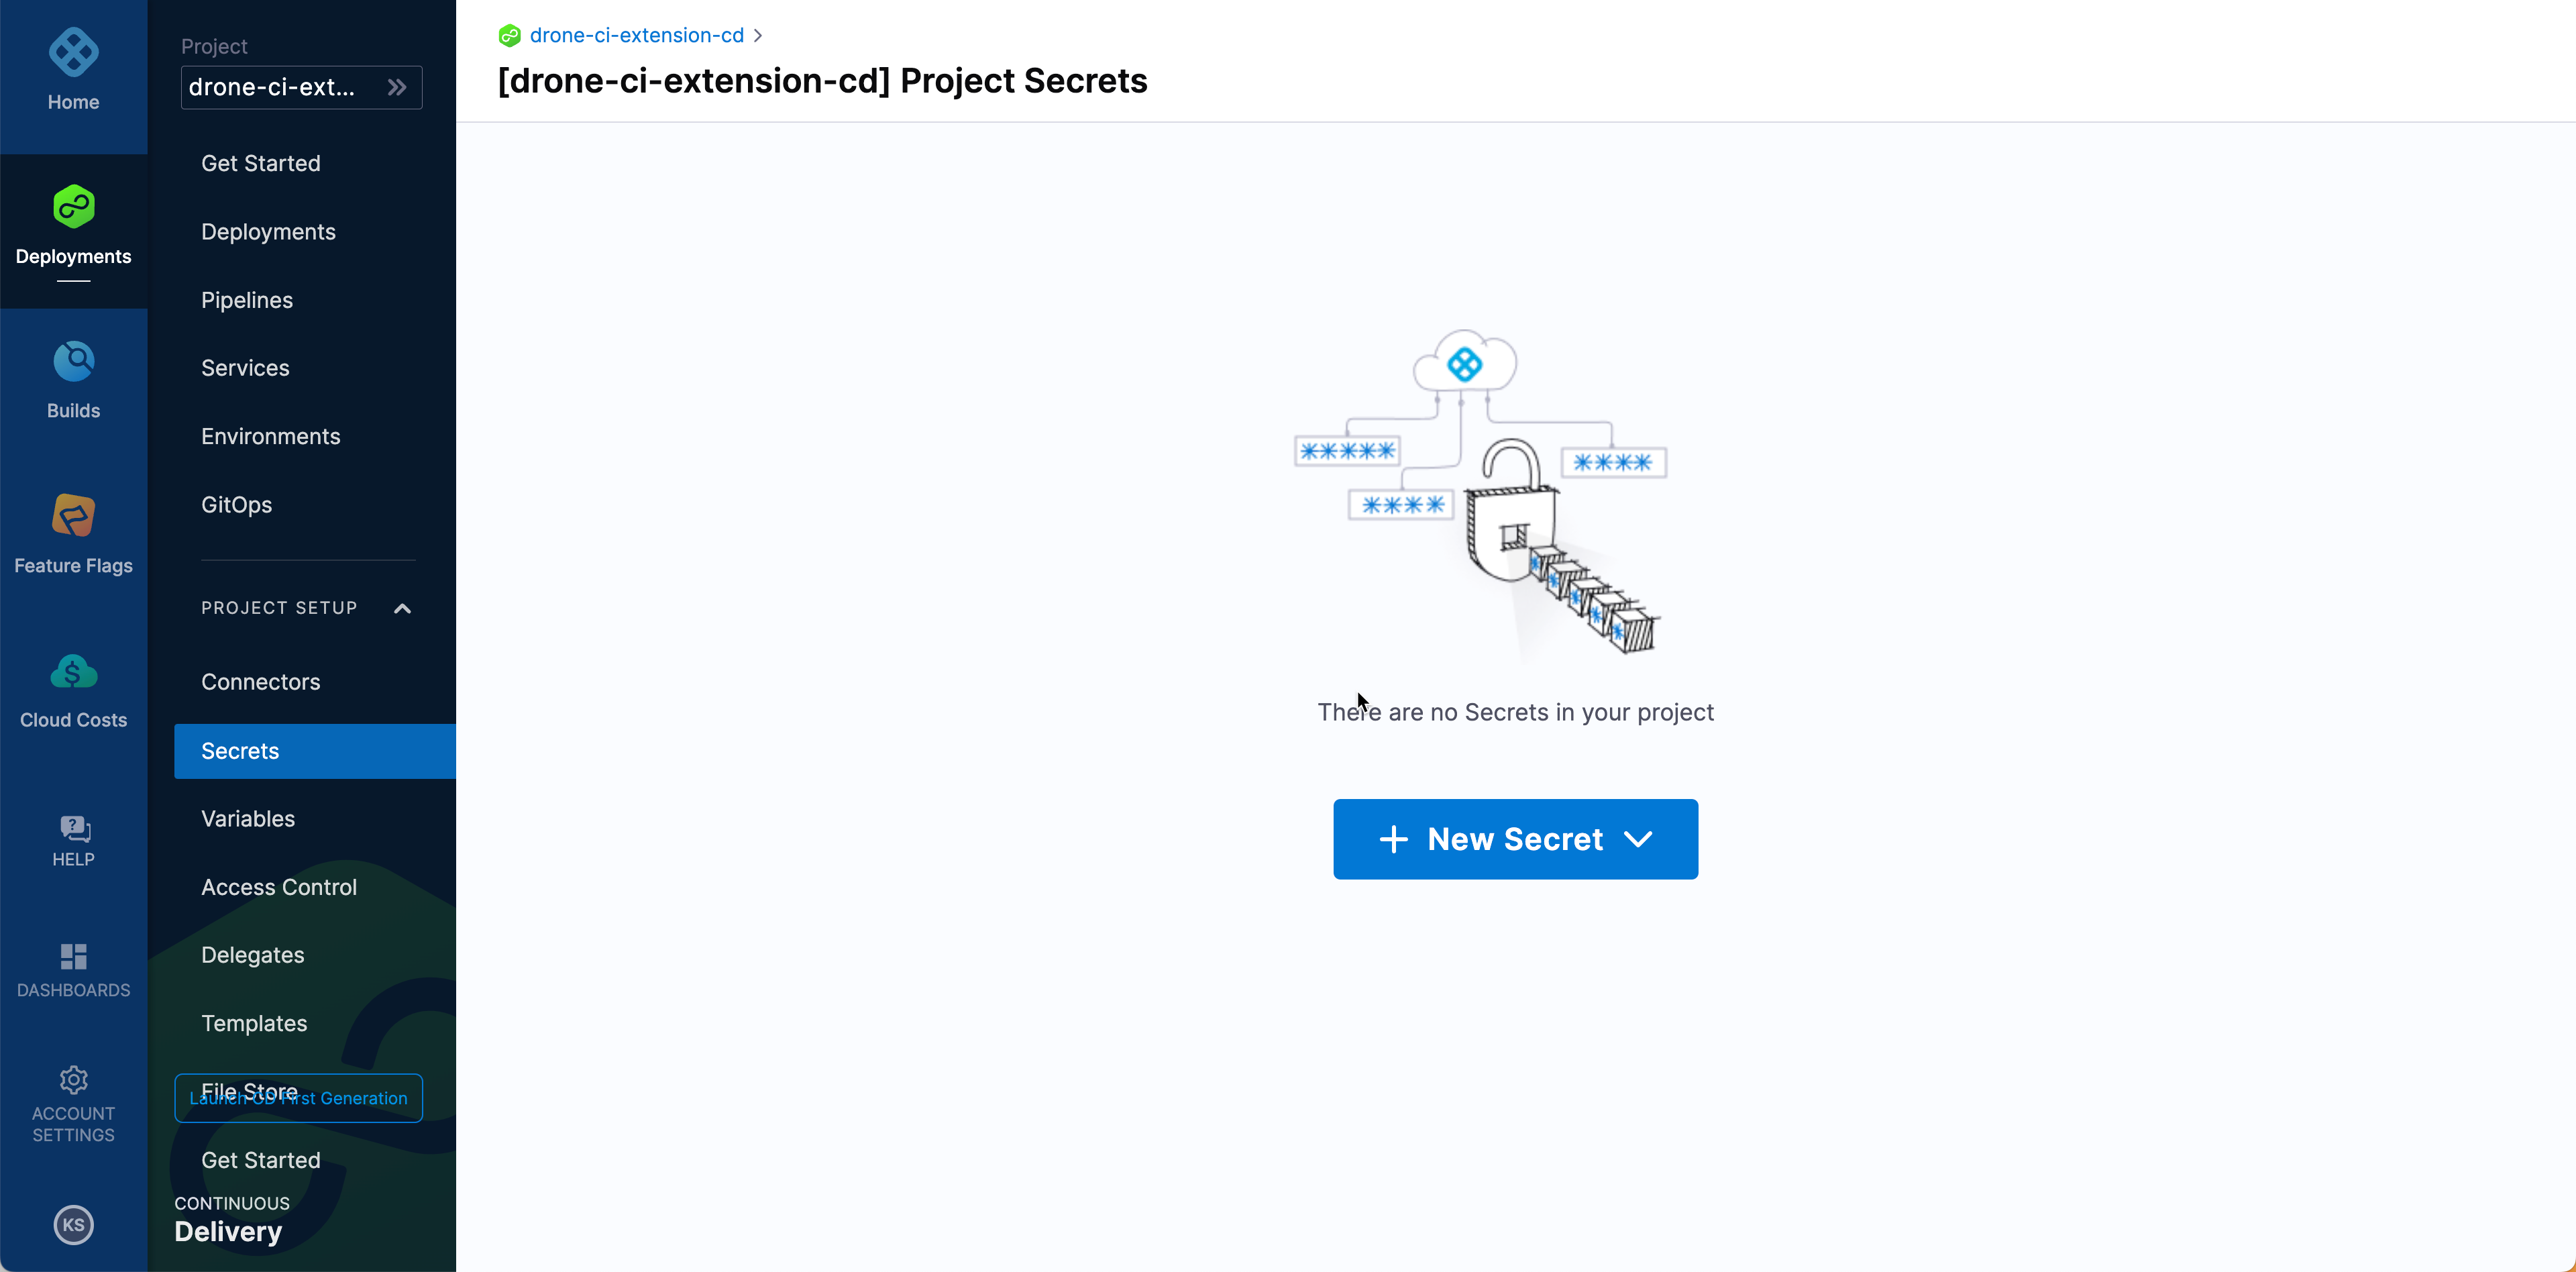 Home
Deployments
Builds
Feature Flags
Cloud Costs
HELP
DASHBOARDS
ACCOUNT
SETTINGS
KS
Project
drone-ci-ext...
Get Started
Deployments
Pipelines
Services
Environments
GitOps
PROJECT SETUP
Connectors
Secrets
Variables
Access Control
Delegates
Templates
File Store
Launch CD First Generation
Get Started
CONTINUOUS
Delivery
drone-ci-extension-cd
[drone-ci-extension-cd] Project Secrets
There are no Secrets in your project
New Secret